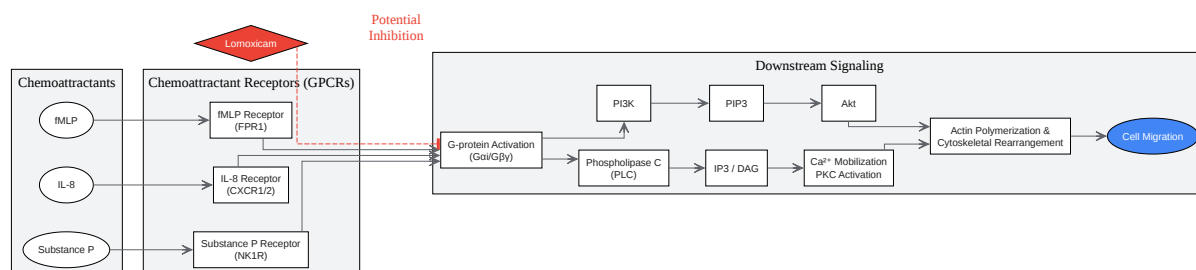 Potential
Inhibition
Lornoxicam
Chemoattractants
Chemoattractant Receptors (GPCRs)
Downstream Signaling
fMLP
fMLP Receptor
(FPR1)
IL-8
IL-8 Receptor
(CXCR1/2)
Substance P
Substance P Receptor
(NK1R)
G-protein Activation
(Gαi/Gβγ)
PI3K
PIP3
Akt
Phospholipase C
(PLC)
IP3 / DAG
Ca²⁺ Mobilization
PKC Activation
Actin Polymerization &
Cytoskeletal Rearrangement
Cell Migration